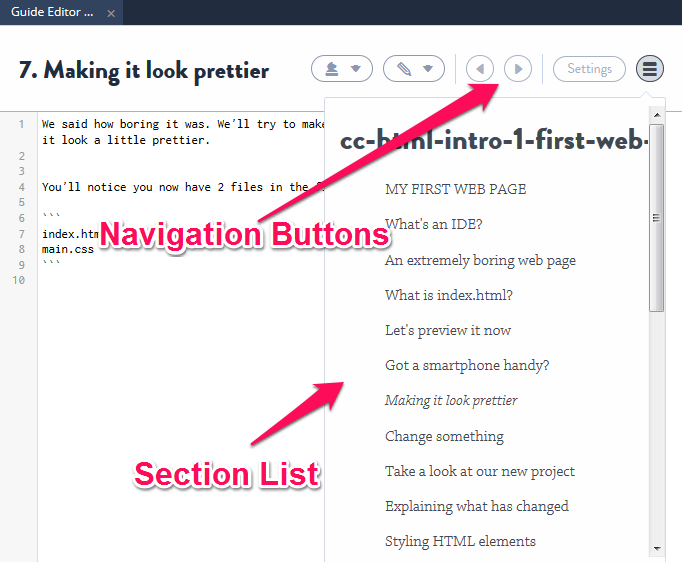 Guide Editor ... ×
7. Making it look prettier
Settings
1 We said how boring it was. We'll try to make
it look a little prettier.
2
3
4 You'll notice you now have 2 files in the
5
6 ```
7 index.htm
8 main.css
9 ```
10
cc-html-intro-1-first-web-
MY FIRST WEB PAGE
What's an IDE?
An extremely boring web page
What is index.html?
Let's preview it now
Got a smartphone handy?
Making it look prettier
Change something
Take a look at our new project
Explaining what has changed
Styling HTML elements
Navigation Buttons
Section List